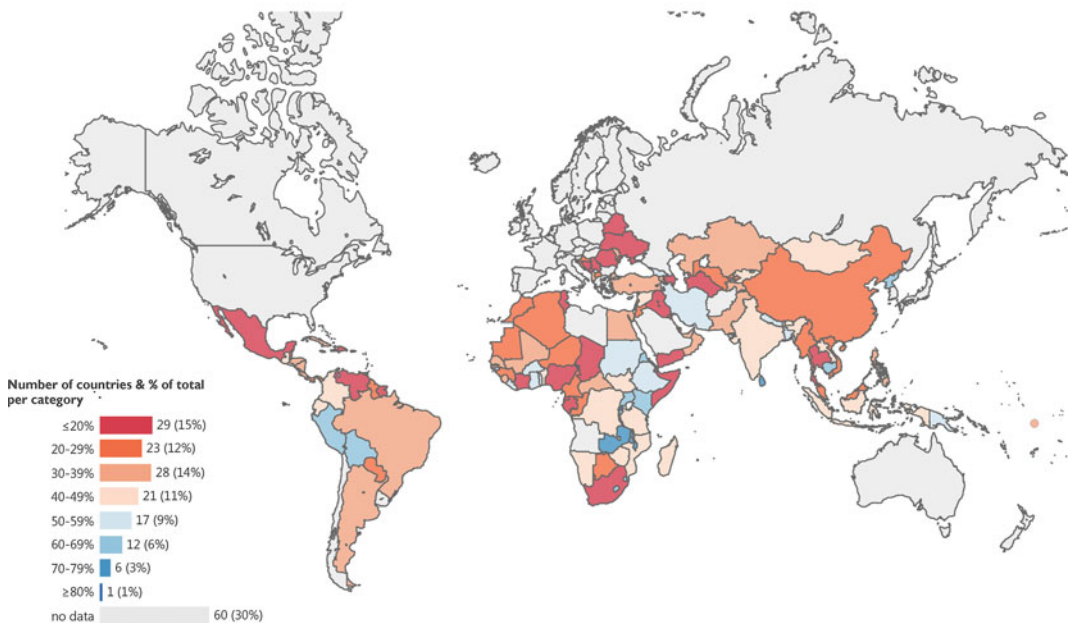 Number of countries & % of total
per category
≤20% 29 (15%)
20-29% 23 (12%)
30-39% 28 (14%)
40-49% 21 (11%)
50-59% 17 (9%)
60-69% 12 (6%)
70-79% 6 (3%)
≥80% 1 (1%)
no data 60 (30%)